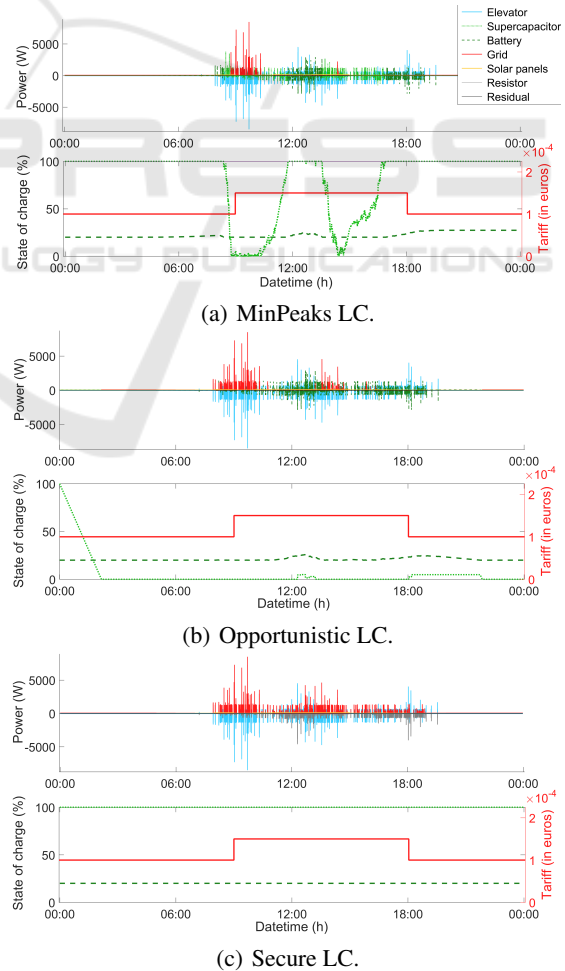 Elevator
Supercapacitor
Battery
Grid
Solar panels
Resistor
Residual
Power (W)
5000
0
-5000
00:00 06:00 12:00 18:00 00:00
State of charge (%)
100
50
0
×10-4
2
1
0
Tariff (in euros)
00:00 06:00 12:00 18:00 00:00
Datetime (h)
(a) MinPeaks LC.
Power (W)
5000
0
-5000
00:00 06:00 12:00 18:00 00:00
State of charge (%)
100
50
0
×10-4
2
1
0
Tariff (in euros)
00:00 06:00 12:00 18:00 00:00
Datetime (h)
(b) Opportunistic LC.
Power (W)
5000
0
-5000
00:00 06:00 12:00 18:00 00:00
State of charge (%)
100
50
0
×10-4
2
1
0
Tariff (in euros)
00:00 06:00 12:00 18:00 00:00
Datetime (h)
(c) Secure LC.
PRESS
OLOGY PUBLICATIONS